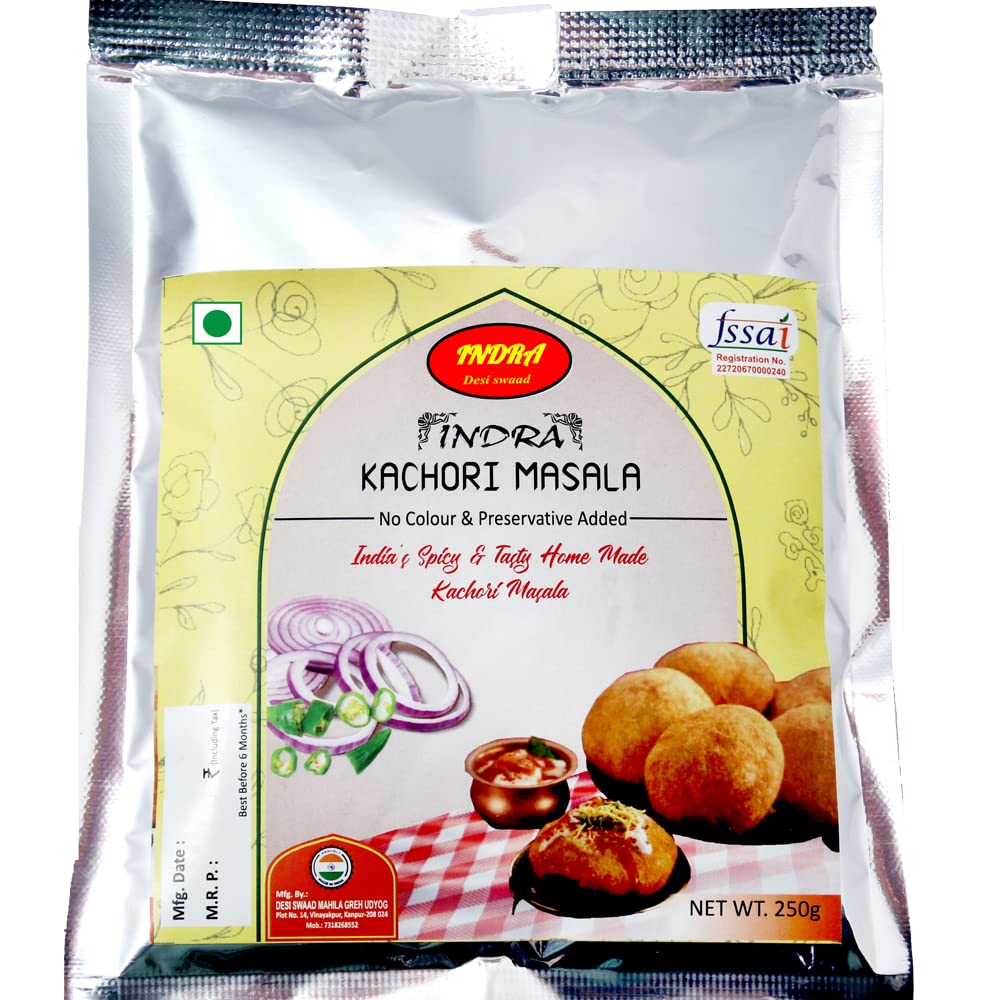 fssai
Registration No.
22720670000240
INDRA
Desi swaad
INDRA
KACHORI MASALA
No Colour & Preservative Added
India's Spicy & Tasty Home Made
Kachori Masala
Mfg. Date :
M.R. P. : ₹ (Including Tax)
Best Before 6 Months*
Mfg. By.:
DESI SWAAD MAHILA GREH UDYOG
Plot No. 14, Vinayakpur, Kanpur-208 024
Mob.: 7318268552
NET WT. 250g